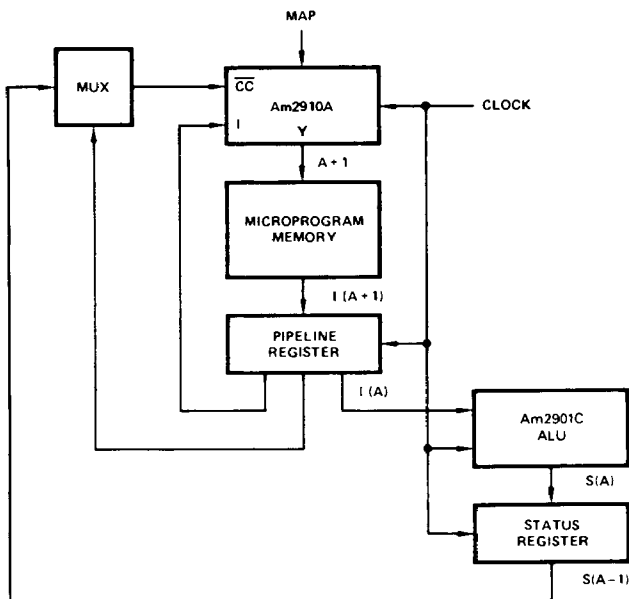 MAP
MUX
CC
Am2910A
CLOCK
I
Y
A + 1
MICROPROGRAM
MEMORY
I (A + 1)
PIPELINE
REGISTER
I (A)
Am2901C
ALU
S(A)
STATUS
REGISTER
S(A–1)